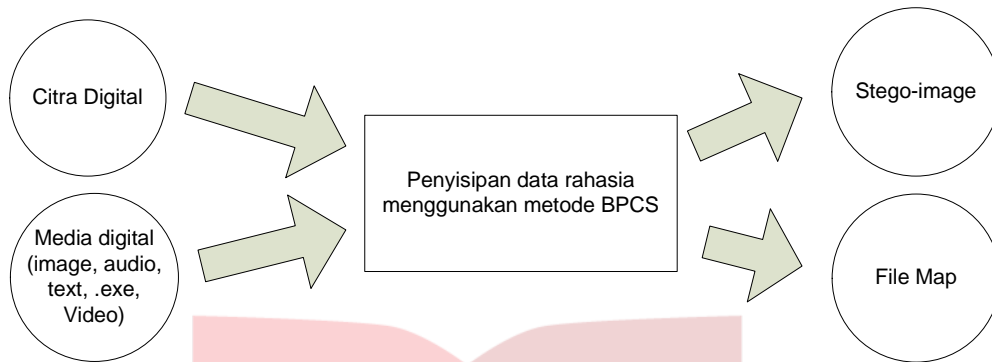 Citra Digital
Media digital
(image, audio,
text, .exe,
Video)
Penyisipan data rahasia
menggunakan metode BPCS
Stego-image
File Map